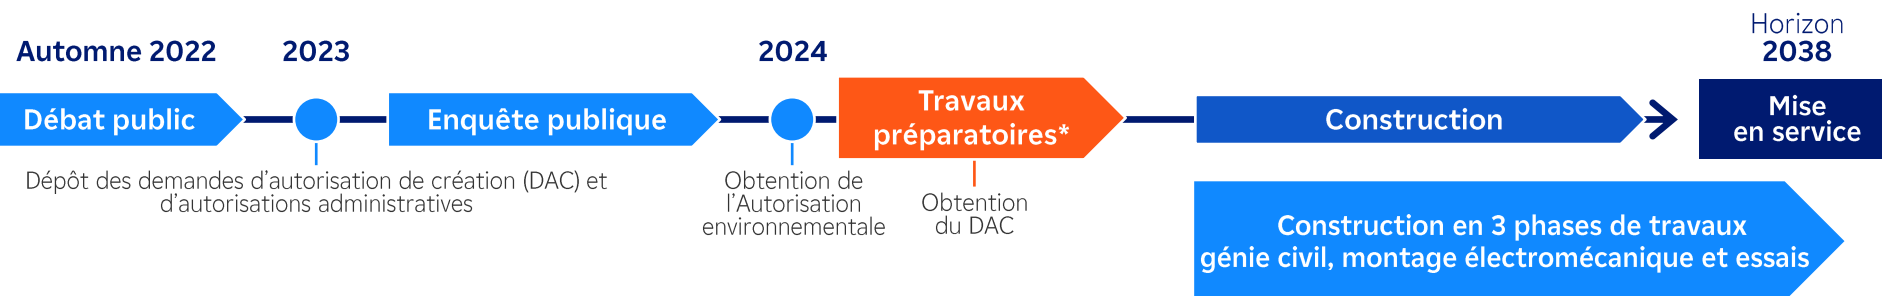 Automne 2022
2023
2024
Horizon
2038
Débat public
Enquête publique
Travaux
préparatoires*
Construction
Mise
en service
Dépôt des demandes d’autorisation de création (DAC) et
d’autorisations administratives
Obtention de
l’Autorisation
environnementale
Obtention
du DAC
Construction en 3 phases de travaux
génie civil, montage électromécanique et essais